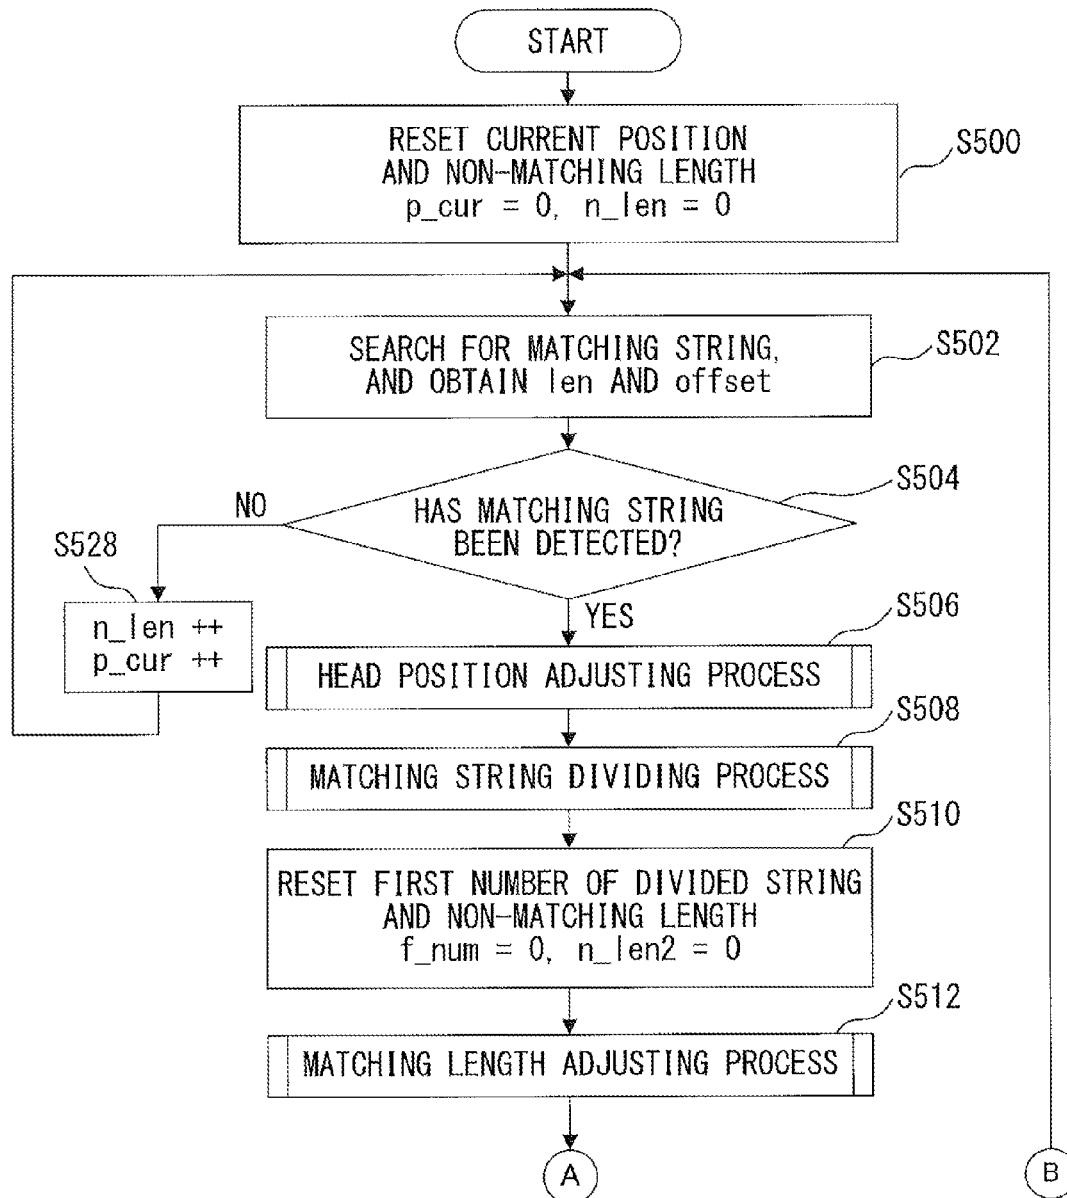 START
RESET CURRENT POSITION
AND NON-MATCHING LENGTH
p_cur = 0, n_len = 0
S500
SEARCH FOR MATCHING STRING,
AND OBTAIN len AND offset
S502
HAS MATCHING STRING
BEEN DETECTED?
S504
NO
YES
S528
n_len ++
p_cur ++
S506
HEAD POSITION ADJUSTING PROCESS
S508
MATCHING STRING DIVIDING PROCESS
S510
RESET FIRST NUMBER OF DIVIDED STRING
AND NON-MATCHING LENGTH
f_num = 0, n_len2 = 0
S512
MATCHING LENGTH ADJUSTING PROCESS
A
B